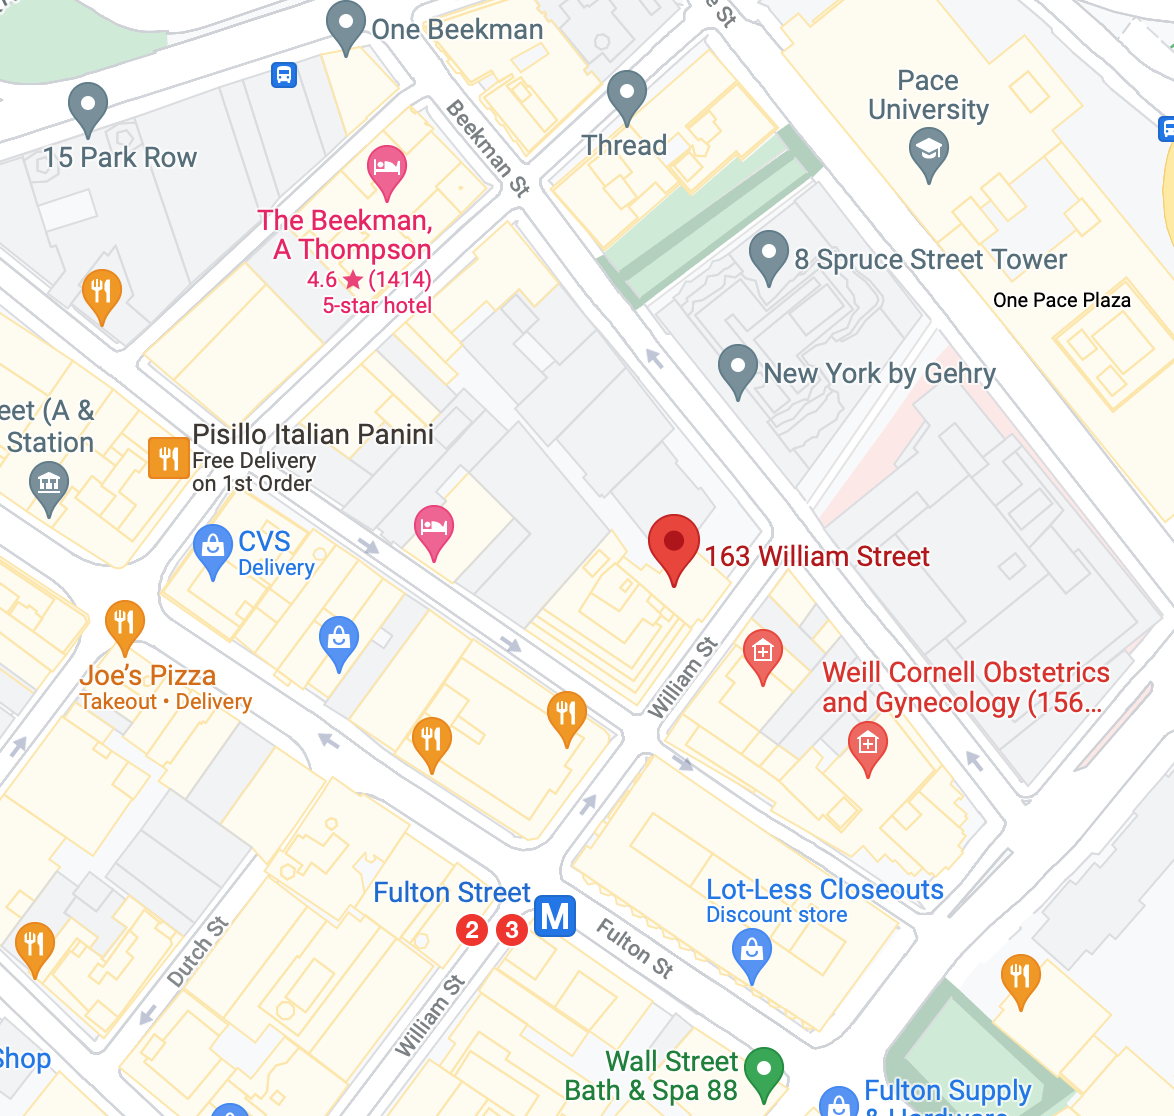 e St
One Beekman
Beekman St
Pace
University
Thread
15 Park Row
The Beekman,
A Thompson
4.6 ★ (1414)
5-star hotel
8 Spruce Street Tower
One Pace Plaza
New York by Gehry
eet (A &
Station
Pisillo Italian Panini
Free Delivery
on 1st Order
CVS
Delivery
163 William Street
William St
Joe's Pizza
Takeout • Delivery
Weill Cornell Obstetrics
and Gynecology (156...
Fulton Street
M
2 3
Lot-Less Closeouts
Discount store
Fulton St
Dutch St
William St
Shop
Wall Street
Bath & Spa 88
Fulton Supply
& Hardware